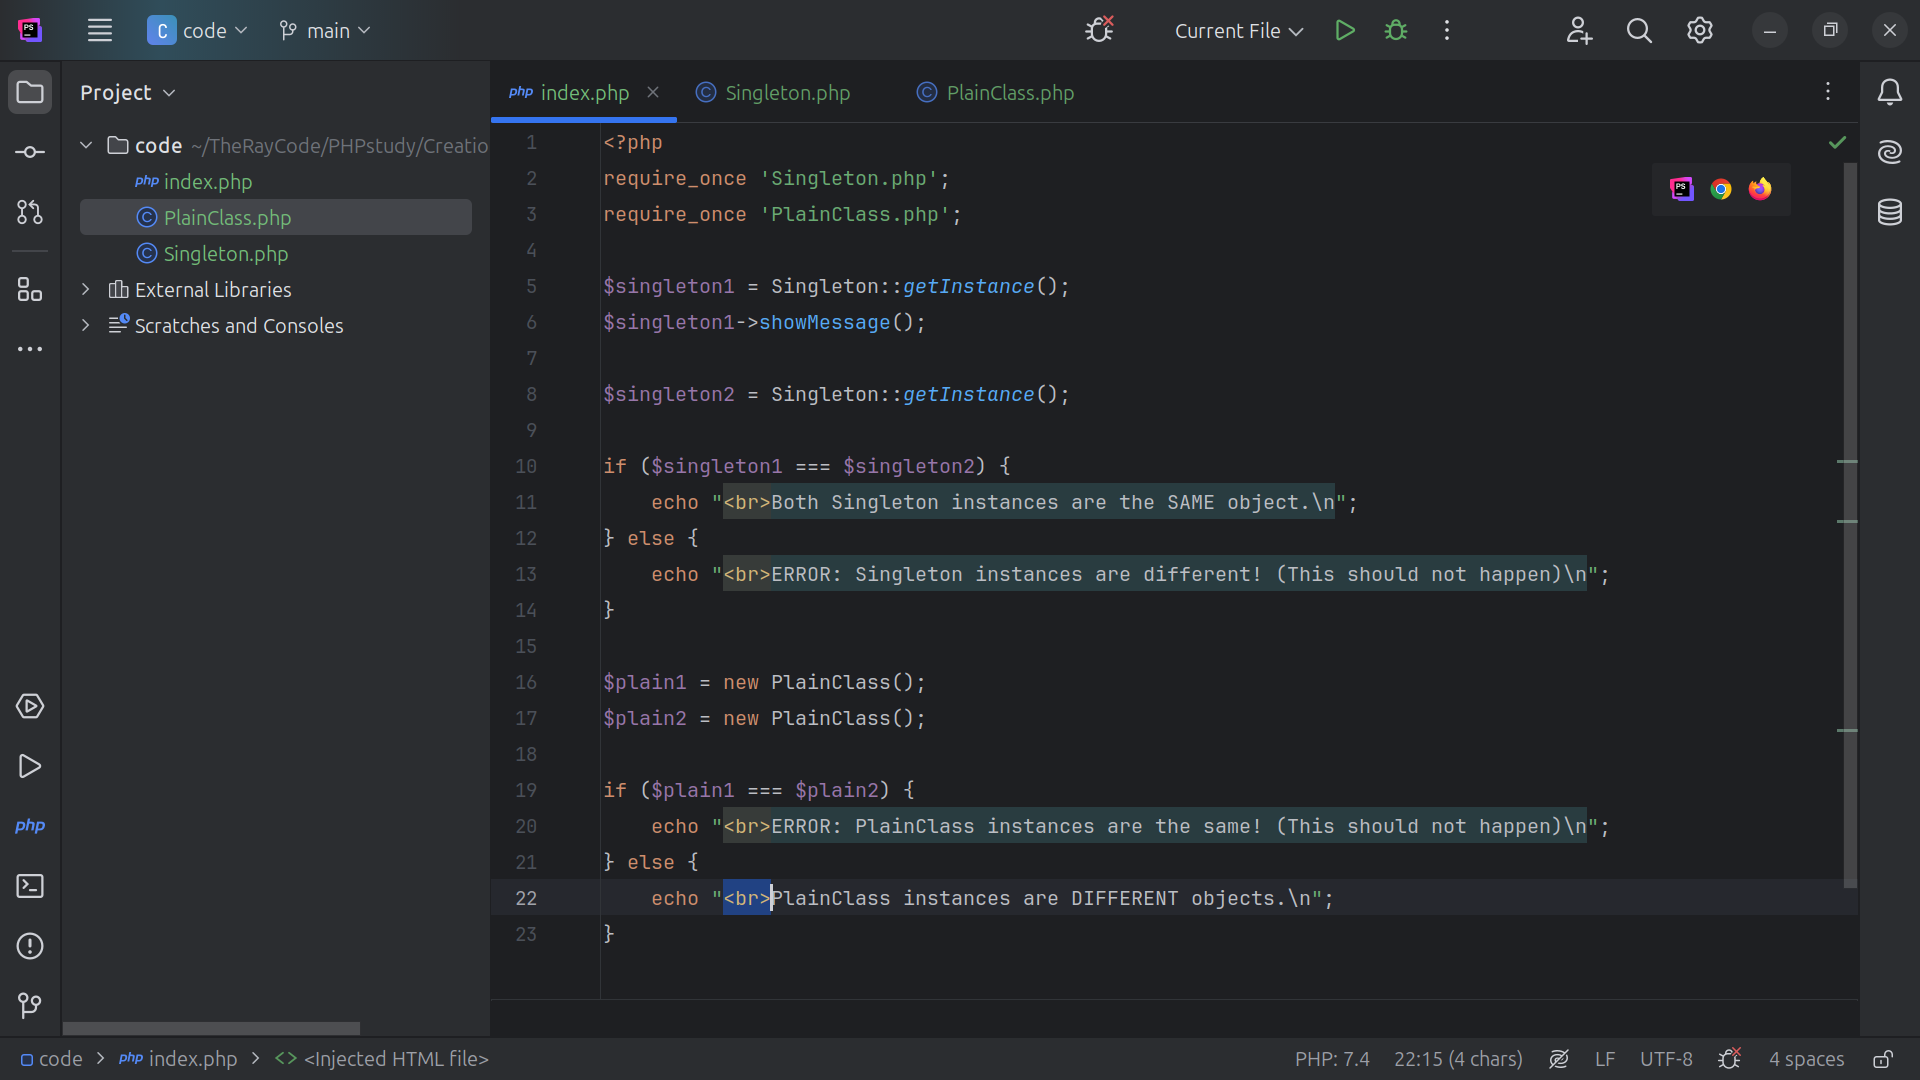 PS C code main Current File
Project
code ~/TheRayCode/PHPstudy/Creatio
php index.php
C PlainClass.php
C Singleton.php
External Libraries
Scratches and Consoles
php
php index.php C Singleton.php C PlainClass.php
1 <?php
2 require_once 'Singleton.php';
3 require_once 'PlainClass.php';
4
5 $singleton1 = Singleton::getInstance();
6 $singleton1->showMessage();
7
8 $singleton2 = Singleton::getInstance();
9
10 if ($singleton1 === $singleton2) {
11 echo "<br>Both Singleton instances are the SAME object.\n";
12 } else {
13 echo "<br>ERROR: Singleton instances are different! (This should not happen)\n";
14 }
15
16 $plain1 = new PlainClass();
17 $plain2 = new PlainClass();
18
19 if ($plain1 === $plain2) {
20 echo "<br>ERROR: PlainClass instances are the same! (This should not happen)\n";
21 } else {
22 echo "<br>PlainClass instances are DIFFERENT objects.\n";
23 }
PS
code > php index.php > <> <Injected HTML file> PHP: 7.4 22:15 (4 chars) LF UTF-8 4 spaces